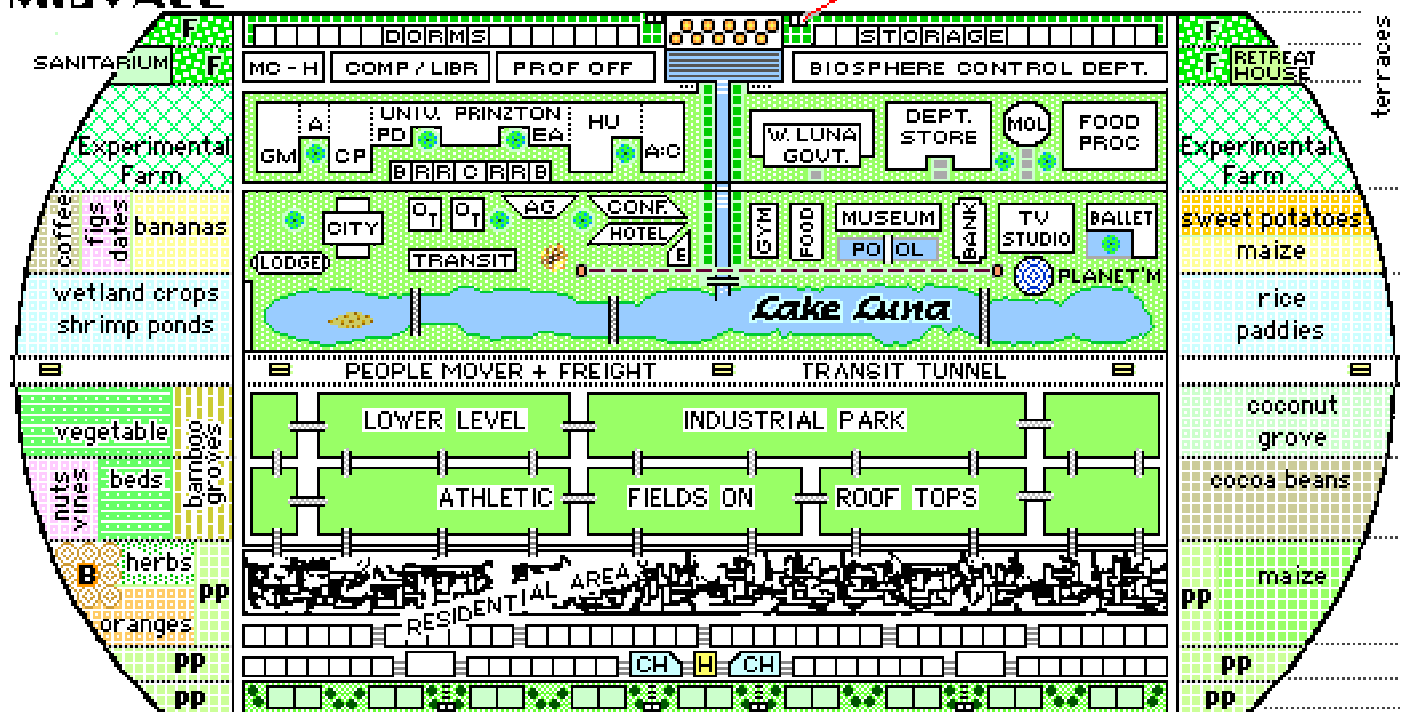 DORMS
STORAGE
F
F
SANITARIUM
F
F
RETREAT
HOUSE
terraces
MC-H
COMP/LIBR
PROF OFF
BIOSPHERE CONTROL DEPT.
UNIV. PRINZTON
A
PD
EA
HU
GM
CP
A:C
BRRCRRB
W. LUNA
GOVT.
DEPT.
STORE
MOL
FOOD
PROC
Experimental
Farm
Experimental
Farm
coffee
figs
dates
bananas
CITY
OT
OT
AG
CONF.
HOTEL
E
LODGE
TRANSIT
GYM
FOOD
MUSEUM
POOL
BANK
TV
STUDIO
BALLET
PLANET'M
sweet potatoes
maize
wetland crops
shrimp ponds
Lake Luna
rice
paddies
PEOPLE MOVER + FREIGHT
TRANSIT TUNNEL
vegetable
bamboo
groves
LOWER LEVEL
INDUSTRIAL PARK
coconut
grove
nuts
vines
beds
ATHLETIC
FIELDS ON
ROOF TOPS
cocoa beans
B
herbs
pp
oranges
RESIDENTIAL AREA
maize
pp
pp
CH
H
CH
pp
pp
pp